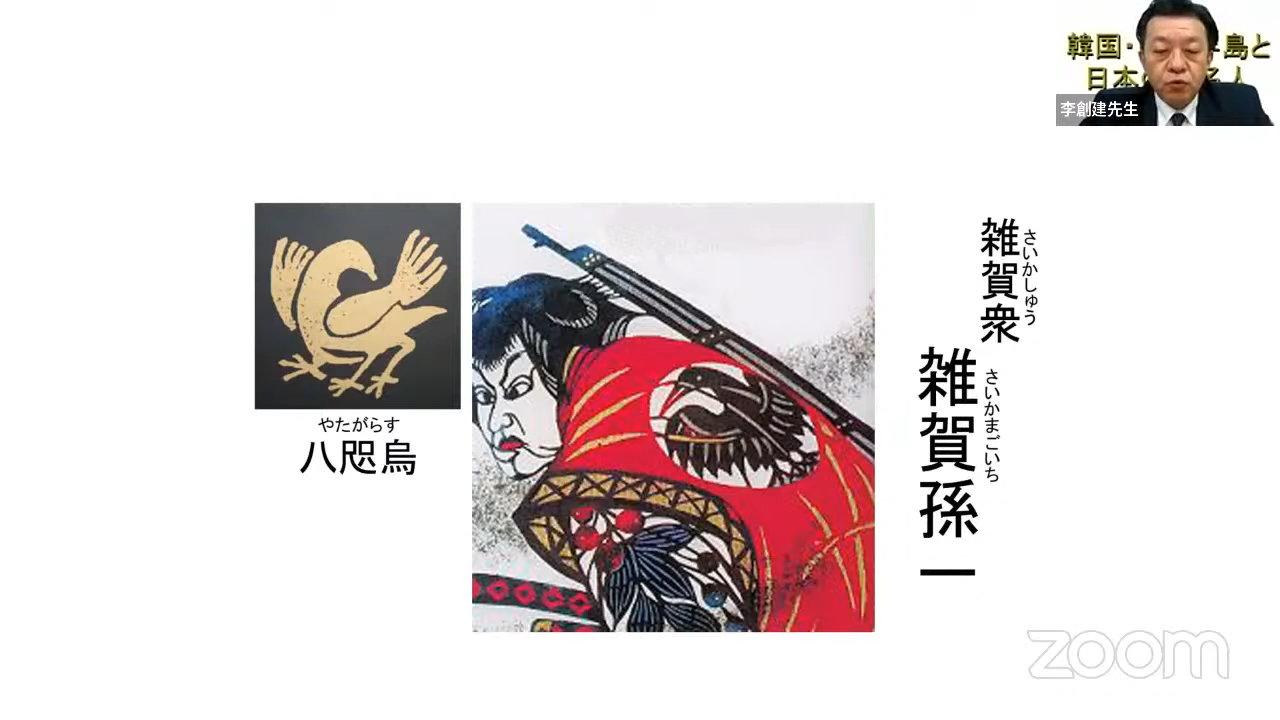 韓国・
島と
日本
人
李創建先生
さいかしゅう
雑賀衆
さいかまごいち
雑賀孫一
やたがらす
八咫烏
zoom